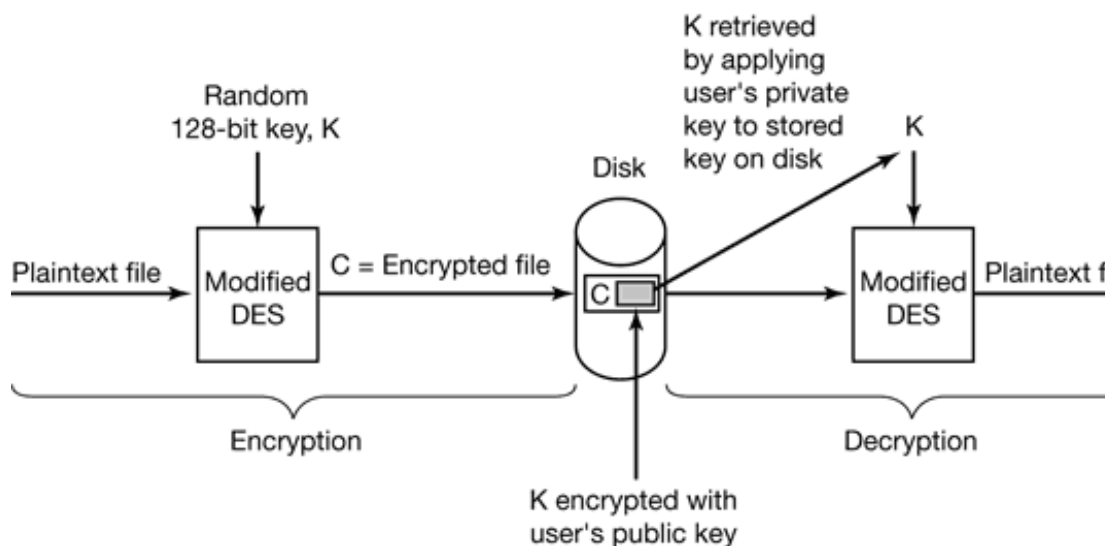 K retrieved
by applying
user's private
key to stored
key on disk
Random
128-bit key, K
K
Disk
Plaintext file
Modified
DES
C = Encrypted file
C
Modified
DES
Plaintext f
Encryption
Decryption
K encrypted with
user's public key